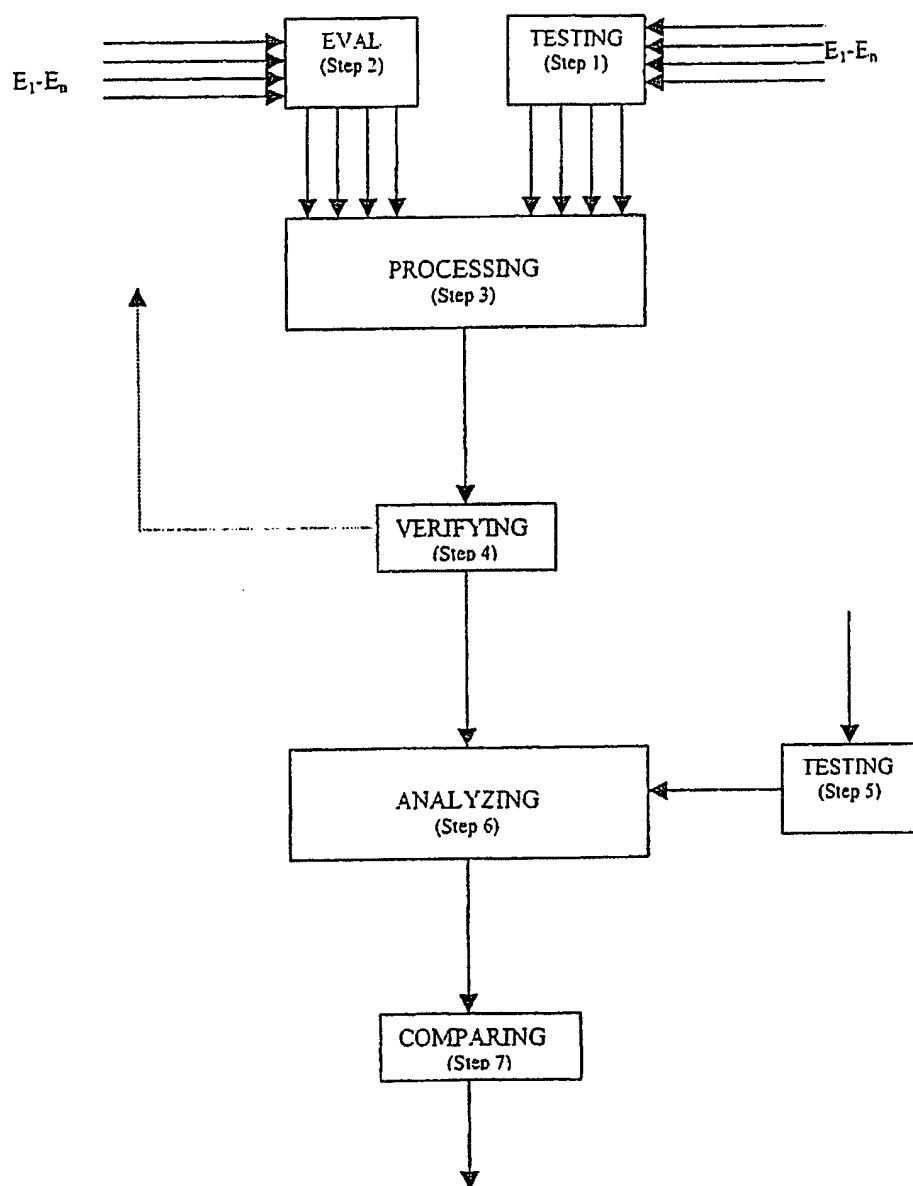 EVAL
(Step 2)
TESTING
(Step 1)
E₁-Eₙ
E₁-Eₙ
PROCESSING
(Step 3)
VERIFYING
(Step 4)
TESTING
(Step 5)
ANALYZING
(Step 6)
COMPARING
(Step 7)